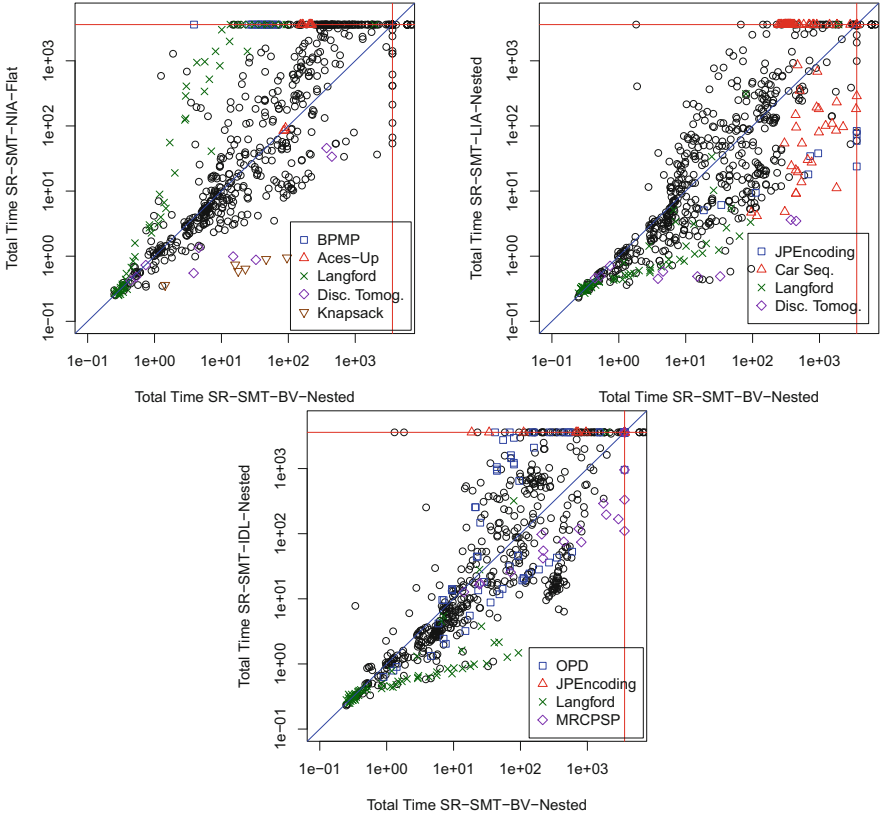 Total Time SR−SMT−NIA−Flat
1e+03
1e+02
1e+01
1e+00
1e−01
BPMP
Aces−Up
Langford
Disc. Tomog.
Knapsack
1e−01 1e+00 1e+01 1e+02 1e+03
Total Time SR−SMT−BV−Nested
Total Time SR−SMT−LIA−Nested
1e+03
1e+02
1e+01
1e+00
1e−01
JPEncoding
Car Seq.
Langford
Disc. Tomog.
1e−01 1e+00 1e+01 1e+02 1e+03
Total Time SR−SMT−BV−Nested
Total Time SR−SMT−IDL−Nested
1e+03
1e+02
1e+01
1e+00
1e−01
OPD
JPEncoding
Langford
MRCPSP
1e−01 1e+00 1e+01 1e+02 1e+03
Total Time SR−SMT−BV−Nested